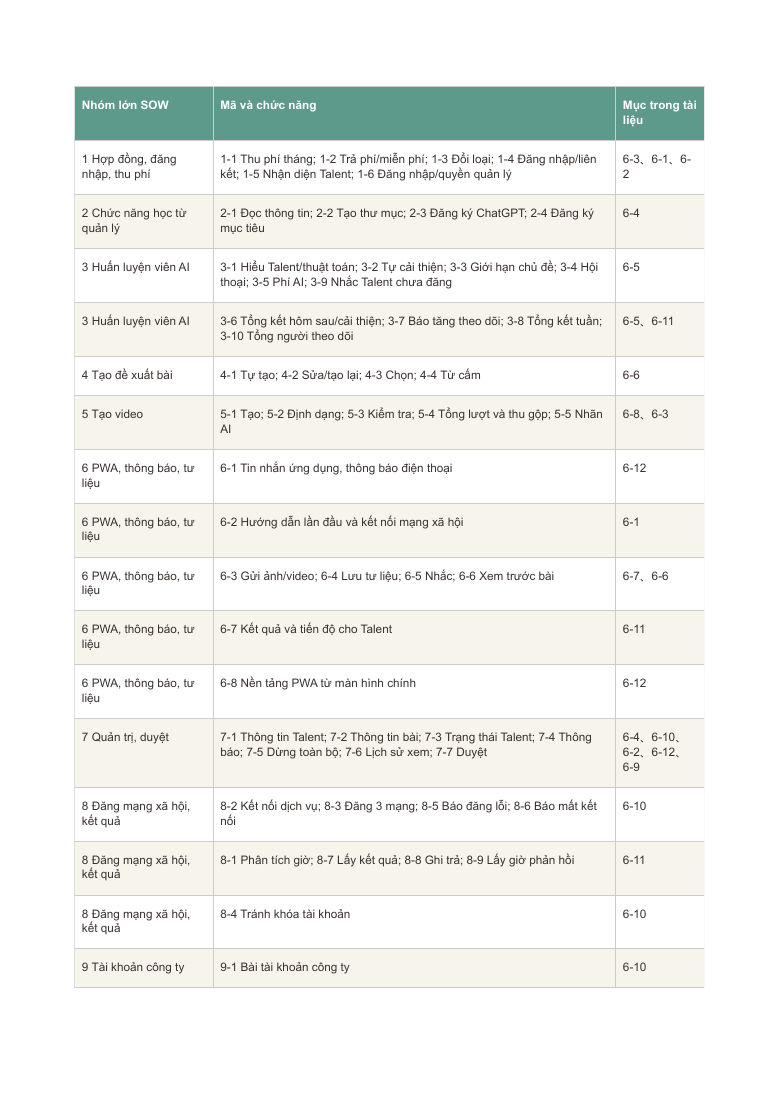 Nhóm lớn SOW
Mã và chức năng
Mục trong tài
liệu
1 Hợp đồng, đăng
nhập, thu phí
1-1 Thu phí tháng; 1-2 Trả phí/miễn phí; 1-3 Đổi loại; 1-4 Đăng nhập/liên
kết; 1-5 Nhận diện Talent; 1-6 Đăng nhập/quyền quản lý
6-3、6-1、6-
2
2 Chức năng học từ
quản lý
2-1 Đọc thông tin; 2-2 Tạo thư mục; 2-3 Đăng ký ChatGPT; 2-4 Đăng ký
mục tiêu
6-4
3 Huấn luyện viên AI
3-1 Hiểu Talent/thuật toán; 3-2 Tự cải thiện; 3-3 Giới hạn chủ đề; 3-4 Hội
thoại; 3-5 Phí AI; 3-9 Nhắc Talent chưa đăng
6-5
3 Huấn luyện viên AI
3-6 Tổng kết hôm sau/cải thiện; 3-7 Báo tăng theo dõi; 3-8 Tổng kết tuần;
3-10 Tổng người theo dõi
6-5、6-11
4 Tạo đề xuất bài
4-1 Tự tạo; 4-2 Sửa/tạo lại; 4-3 Chọn; 4-4 Từ cấm
6-6
5 Tạo video
5-1 Tạo; 5-2 Định dạng; 5-3 Kiểm tra; 5-4 Tổng lượt và thu gộp; 5-5 Nhãn
AI
6-8、6-3
6 PWA, thông báo, tư
liệu
6-1 Tin nhắn ứng dụng, thông báo điện thoại
6-12
6 PWA, thông báo, tư
liệu
6-2 Hướng dẫn lần đầu và kết nối mạng xã hội
6-1
6 PWA, thông báo, tư
liệu
6-3 Gửi ảnh/video; 6-4 Lưu tư liệu; 6-5 Nhắc; 6-6 Xem trước bài
6-7、6-6
6 PWA, thông báo, tư
liệu
6-7 Kết quả và tiến độ cho Talent
6-11
6 PWA, thông báo, tư
liệu
6-8 Nền tảng PWA từ màn hình chính
6-12
7 Quản trị, duyệt
7-1 Thông tin Talent; 7-2 Thông tin bài; 7-3 Trạng thái Talent; 7-4 Thông
báo; 7-5 Dừng toàn bộ; 7-6 Lịch sử xem; 7-7 Duyệt
6-4、6-10、
6-2、6-12、
6-9
8 Đăng mạng xã hội,
kết quả
8-2 Kết nối dịch vụ; 8-3 Đăng 3 mạng; 8-5 Báo đăng lỗi; 8-6 Báo mất kết
nối
6-10
8 Đăng mạng xã hội,
kết quả
8-1 Phân tích giờ; 8-7 Lấy kết quả; 8-8 Ghi trả; 8-9 Lấy giờ phản hồi
6-11
8 Đăng mạng xã hội,
kết quả
8-4 Tránh khóa tài khoản
6-10
9 Tài khoản công ty
9-1 Bài tài khoản công ty
6-10